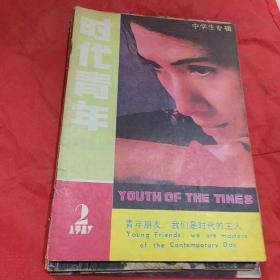 中学生专辑
时代青年
2
1987
YOUTH OF THE TINES
青年朋友，我们是时代的主人
Young Friends, we are masters
of the Contemporary Day